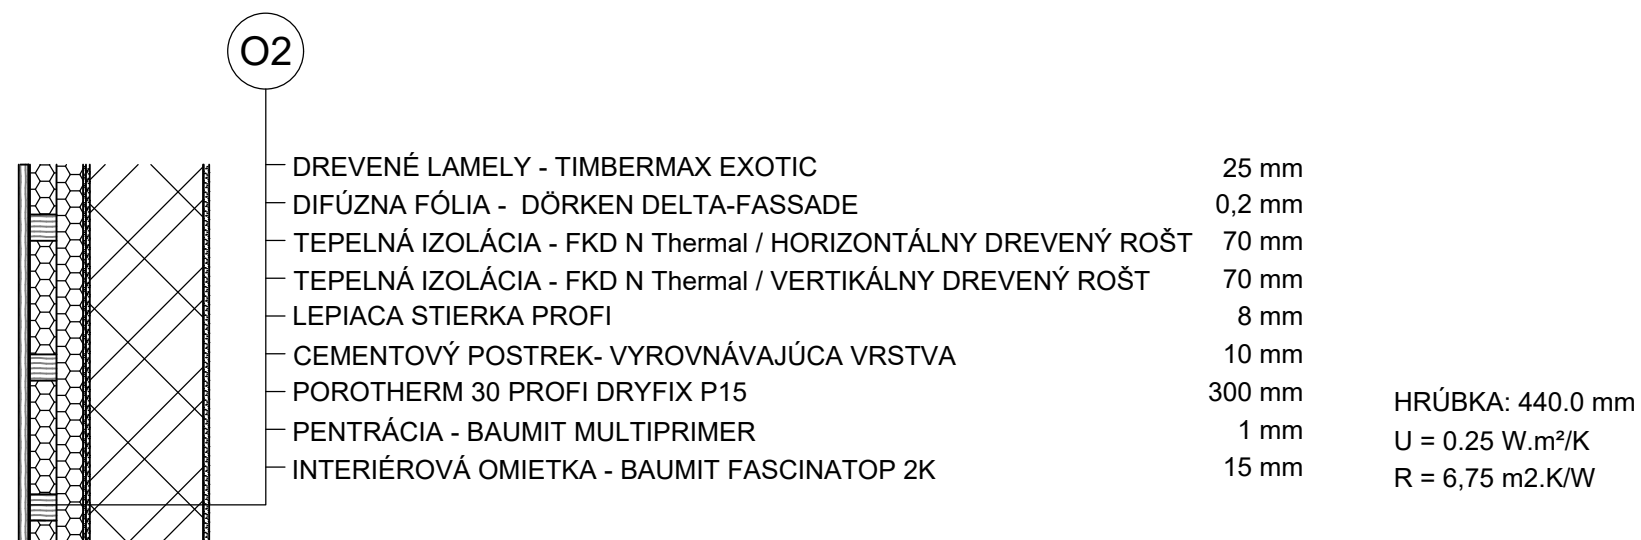 O2
DREVENÉ LAMELY - TIMBERMAX EXOTIC 25 mm
DIFÚZNA FÓLIA - DÖRKEN DELTA-FASSADE 0,2 mm
TEPELNÁ IZOLÁCIA - FKD N Thermal / HORIZONTÁLNY DREVENÝ ROŠT 70 mm
TEPELNÁ IZOLÁCIA - FKD N Thermal / VERTIKÁLNY DREVENÝ ROŠT 70 mm
LEPIACA STIERKA PROFI 8 mm
CEMENTOVÝ POSTREK- VYROVNÁVAJÚCA VRSTVA 10 mm
POROTHERM 30 PROFI DRYFIX P15 300 mm
PENTRÁCIA - BAUMIT MULTIPRIMER 1 mm
INTERIÉROVÁ OMIETKA - BAUMIT FASCINATOP 2K 15 mm
HRÚBKA: 440.0 mm
U = 0.25 W.m²/K
R = 6,75 m2.K/W